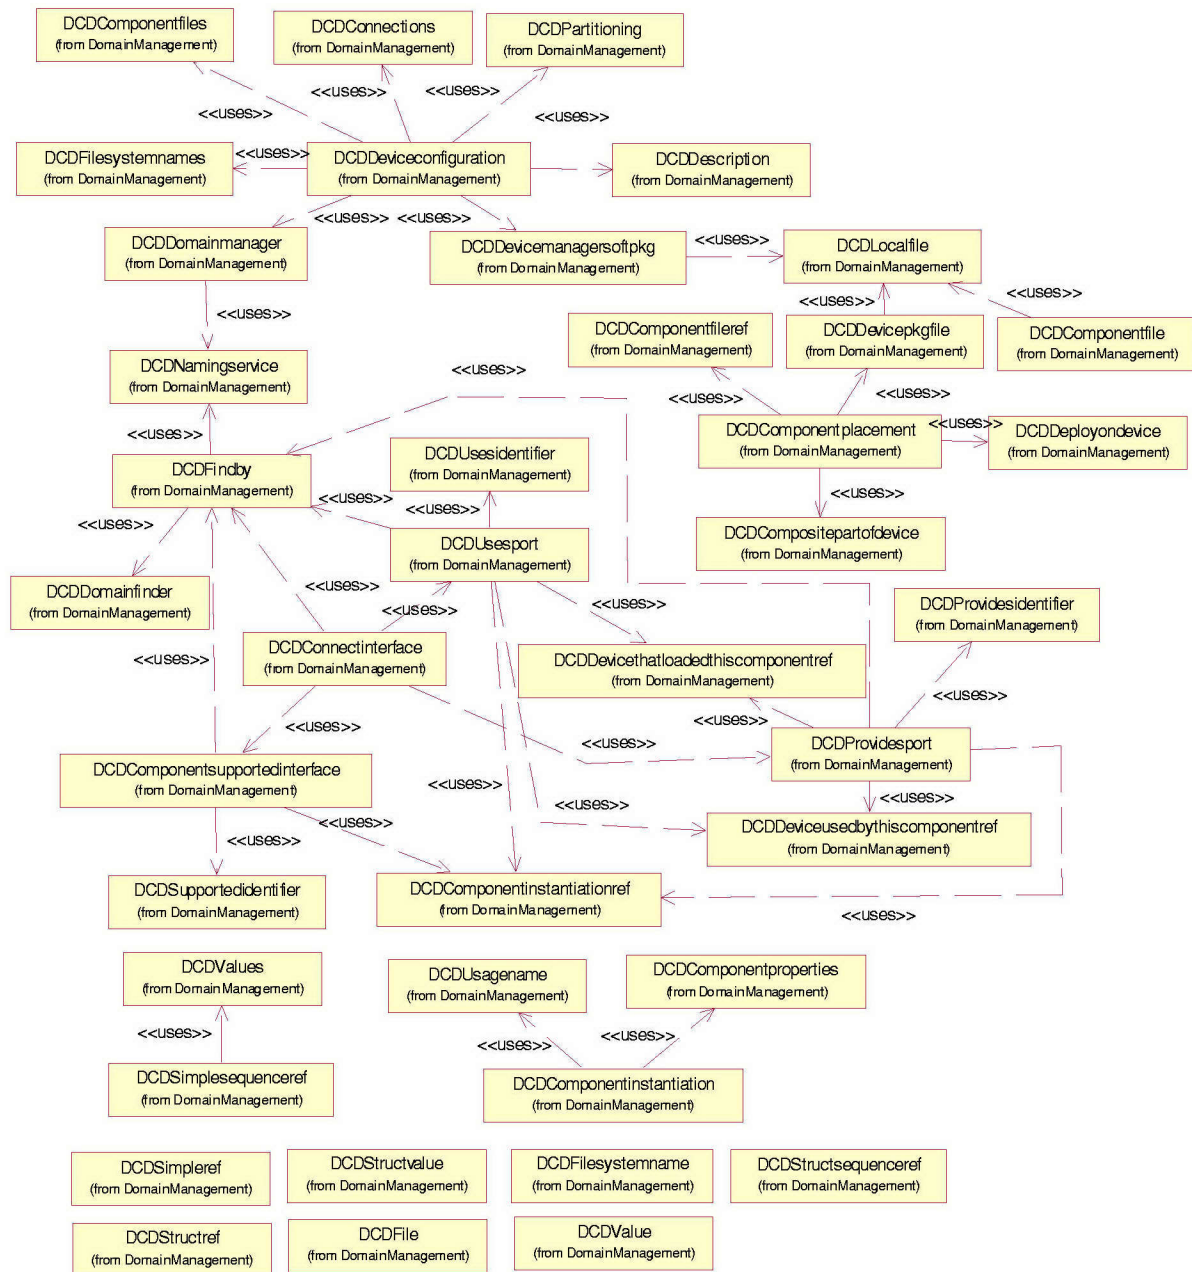 DCDComponentfiles
(from DomainManagement)
DCDConnections
(from DomainManagement)
DCDPartitioning
(from DomainManagement)
<<uses>>
<<uses>>
<<uses>>
<<uses>>
DCDFilesystemnames
(from DomainManagement)
<<uses>>
DCDDeviceconfiguration
(from DomainManagement)
DCDDescription
(from DomainManagement)
<<uses>>
<<uses>>
DCDDomainmanager
(from DomainManagement)
DCDDevicemanagersoftpkg
(from DomainManagement)
<<uses>>
DCDLocalfile
(from DomainManagement)
<<uses>>
<<uses>>
<<uses>>
DCDComponentfileref
(from DomainManagement)
DCDDevicepkgfile
(from DomainManagement)
DCDComponentfile
(from DomainManagement)
DCDNamingservice
(from DomainManagement)
<<uses>>
<<uses>>
<<uses>>
<<uses>>
DCDComponentplacement
(from DomainManagement)
<<uses>>
DCDDeployondevice
(from DomainManagement)
DCDFindby
(from DomainManagement)
DCDUsesidentifier
(from DomainManagement)
<<uses>>
<<uses>>
<<uses>>
<<uses>>
DCDUsesport
(from DomainManagement)
DCDCompositepartofdevice
(from DomainManagement)
DCDDomainfinder
(from DomainManagement)
<<uses>>
<<uses>>
<<uses>>
DCDProvidesidentifier
(from DomainManagement)
DCDConnectinterface
(from DomainManagement)
DCDDevicethatloadedthiscomponentref
(from DomainManagement)
<<uses>>
<<uses>>
<<uses>>
DCDProvidesport
(from DomainManagement)
DCDComponentsupportedinterface
(from DomainManagement)
<<uses>>
<<uses>>
<<uses>>
<<uses>>
<<uses>>
DCDDeviceusedbythiscomponentref
(from DomainManagement)
DCDSupportedidentifier
(from DomainManagement)
DCDComponentinstantiationref
(from DomainManagement)
<<uses>>
DCDValues
(from DomainManagement)
DCDUsagename
(from DomainManagement)
DCDComponentproperties
(from DomainManagement)
<<uses>>
<<uses>>
<<uses>>
DCDSimplesequenceref
(from DomainManagement)
DCDComponentinstantiation
(from DomainManagement)
DCDSimpleref
(from DomainManagement)
DCDStructvalue
(from DomainManagement)
DCDFilesystemname
(from DomainManagement)
DCDStructsequenceref
(from DomainManagement)
DCDStructref
(from DomainManagement)
DCDFile
(from DomainManagement)
DCDValue
(from DomainManagement)